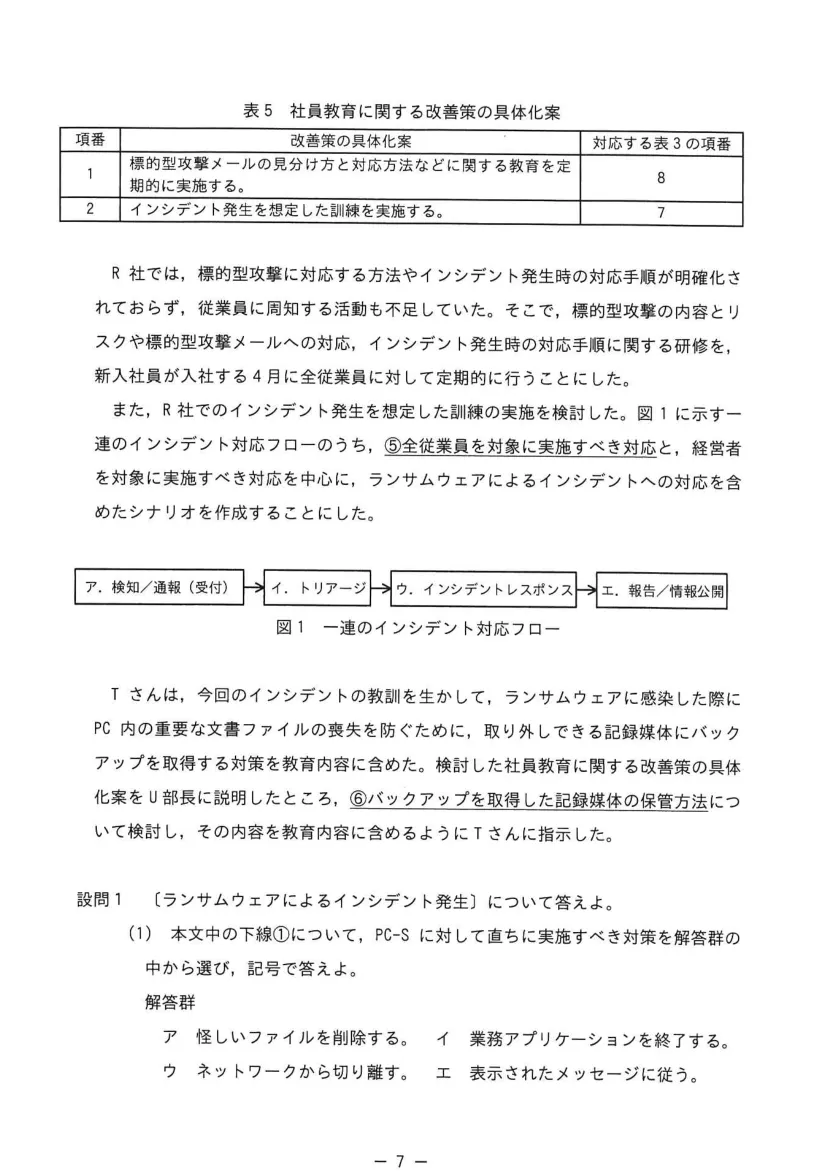 表5 社員教育に関する改善策の具体化案
項番 改善策の具体化案 対応する表3の項番
1 標的型攻撃メールの見分け方と対応方法などに関する教育を定期的に実施する。 8
2 インシデント発生を想定した訓練を実施する。 7
R 社では，標的型攻撃に対応する方法やインシデント発生時の対応手順が明確化さ
れておらず，従業員に周知する活動も不足していた。そこで，標的型攻撃の内容とリ
スクや標的型攻撃メールへの対応，インシデント発生時の対応手順に関する研修を，
新入社員が入社する 4 月に全従業員に対して定期的に行うことにした。
また，R 社でのインシデント発生を想定した訓練の実施を検討した。図 1 に示す一
連のインシデント対応フローのうち，⑤全従業員を対象に実施すべき対応と，経営者
を対象に実施すべき対応を中心に，ランサムウェアによるインシデントへの対応を含
めたシナリオを作成することにした。
ア．検知／通報（受付） イ．トリアージ ウ．インシデントレスポンス エ．報告／情報公開
図1 一連のインシデント対応フロー
T さんは，今回のインシデントの教訓を生かして，ランサムウェアに感染した際に
PC 内の重要な文書ファイルの喪失を防ぐために，取り外しできる記録媒体にバック
アップを取得する対策を教育内容に含めた。検討した社員教育に関する改善策の具体
化案を U 部長に説明したところ，⑥バックアップを取得した記録媒体の保管方法につ
いて検討し，その内容を教育内容に含めるように T さんに指示した。
設問1 〔ランサムウェアによるインシデント発生〕について答えよ。
(1) 本文中の下線①について，PC-S に対して直ちに実施すべき対策を解答群の
中から選び，記号で答えよ。
解答群
ア 怪しいファイルを削除する。 イ 業務アプリケーションを終了する。
ウ ネットワークから切り離す。 エ 表示されたメッセージに従う。
－ 7 －